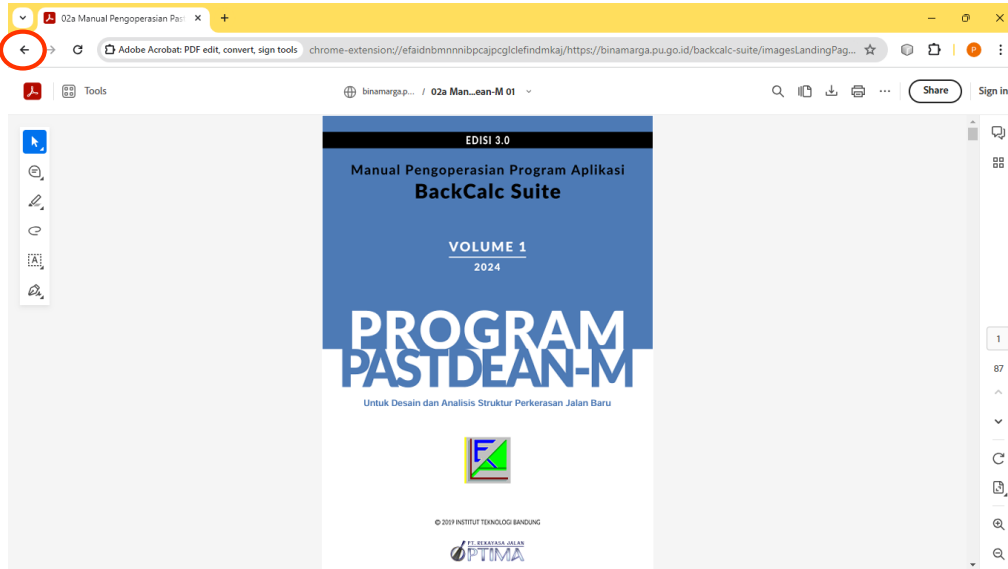 02a Manual Pengoperasian Pas
Adobe Acrobat: PDF edit, convert, sign tools
chrome-extension://efaidnbmnnnibpcajpcglclefindmkaj/https://binamarga.pu.go.id/backcalc-suite/imagesLandingPag...
P
Tools
binamarga.p... / 02a Man...ean-M 01
Share
Sign in
EDISI 3.0
Manual Pengoperasian Program Aplikasi
BackCalc Suite
VOLUME 1
2024
PROGRAM
PASTDEAN-M
Untuk Desain dan Analisis Struktur Perkerasan Jalan Baru
© 2019 INSTITUT TEKNOLOGI BANDUNG
PT. REKAYASA JALAN
OPTIMA
1
87